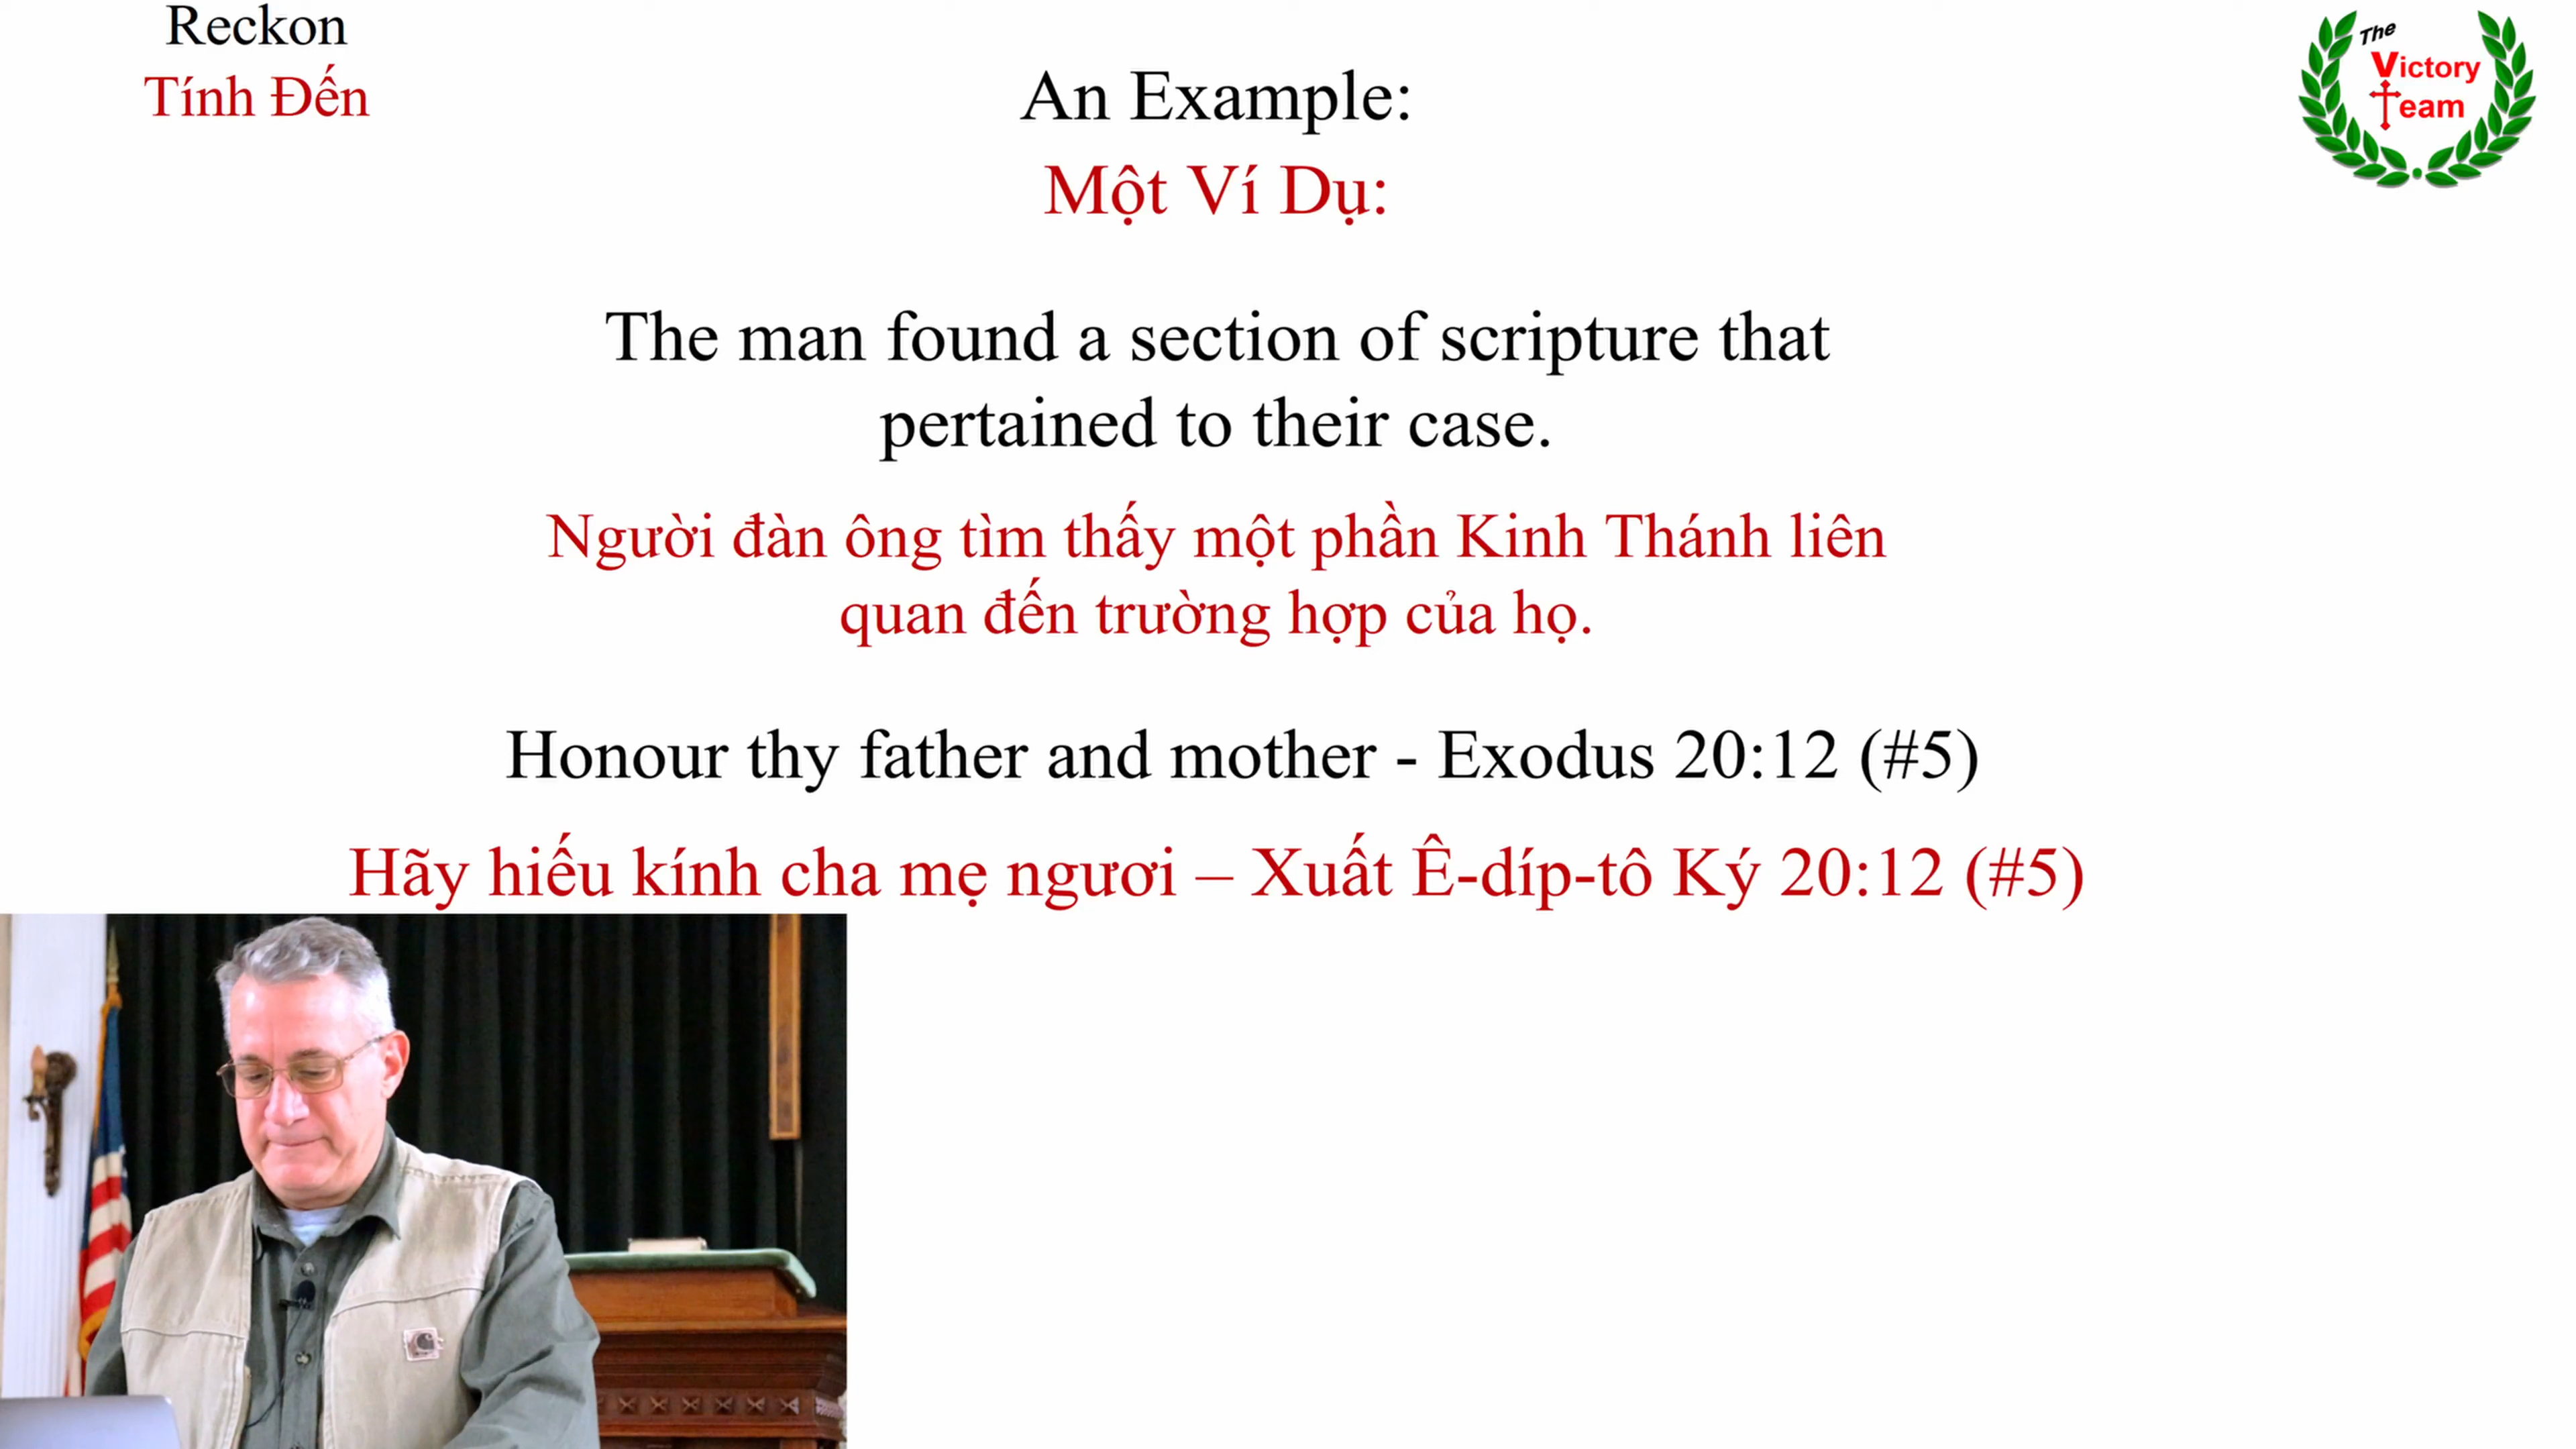 Reckon
Tính Đến
The
Victory
Team
An Example:
Một Ví Dụ:
The man found a section of scripture that
pertained to their case.
Người đàn ông tìm thấy một phần Kinh Thánh liên
quan đến trường hợp của họ.
Honour thy father and mother - Exodus 20:12 (#5)
Hãy hiếu kính cha mẹ ngươi – Xuất Ê-díp-tô Ký 20:12 (#5)